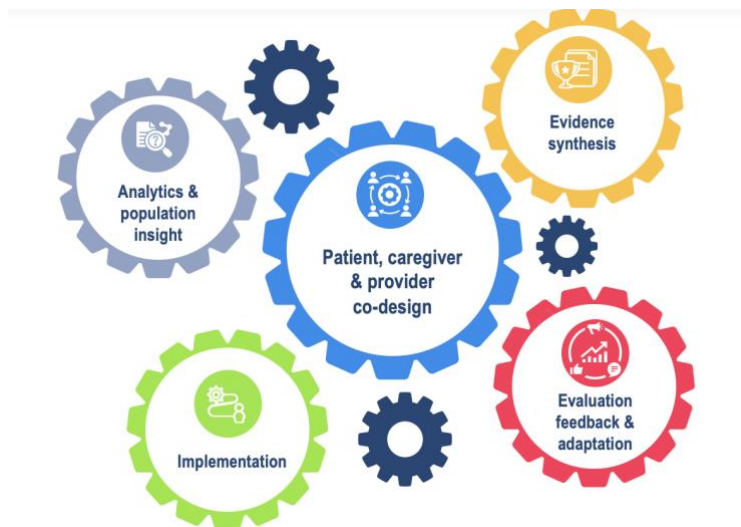 Analytics &
population
insight
Evidence
synthesis
Patient, caregiver
& provider
co-design
Implementation
Evaluation
feedback &
adaptation